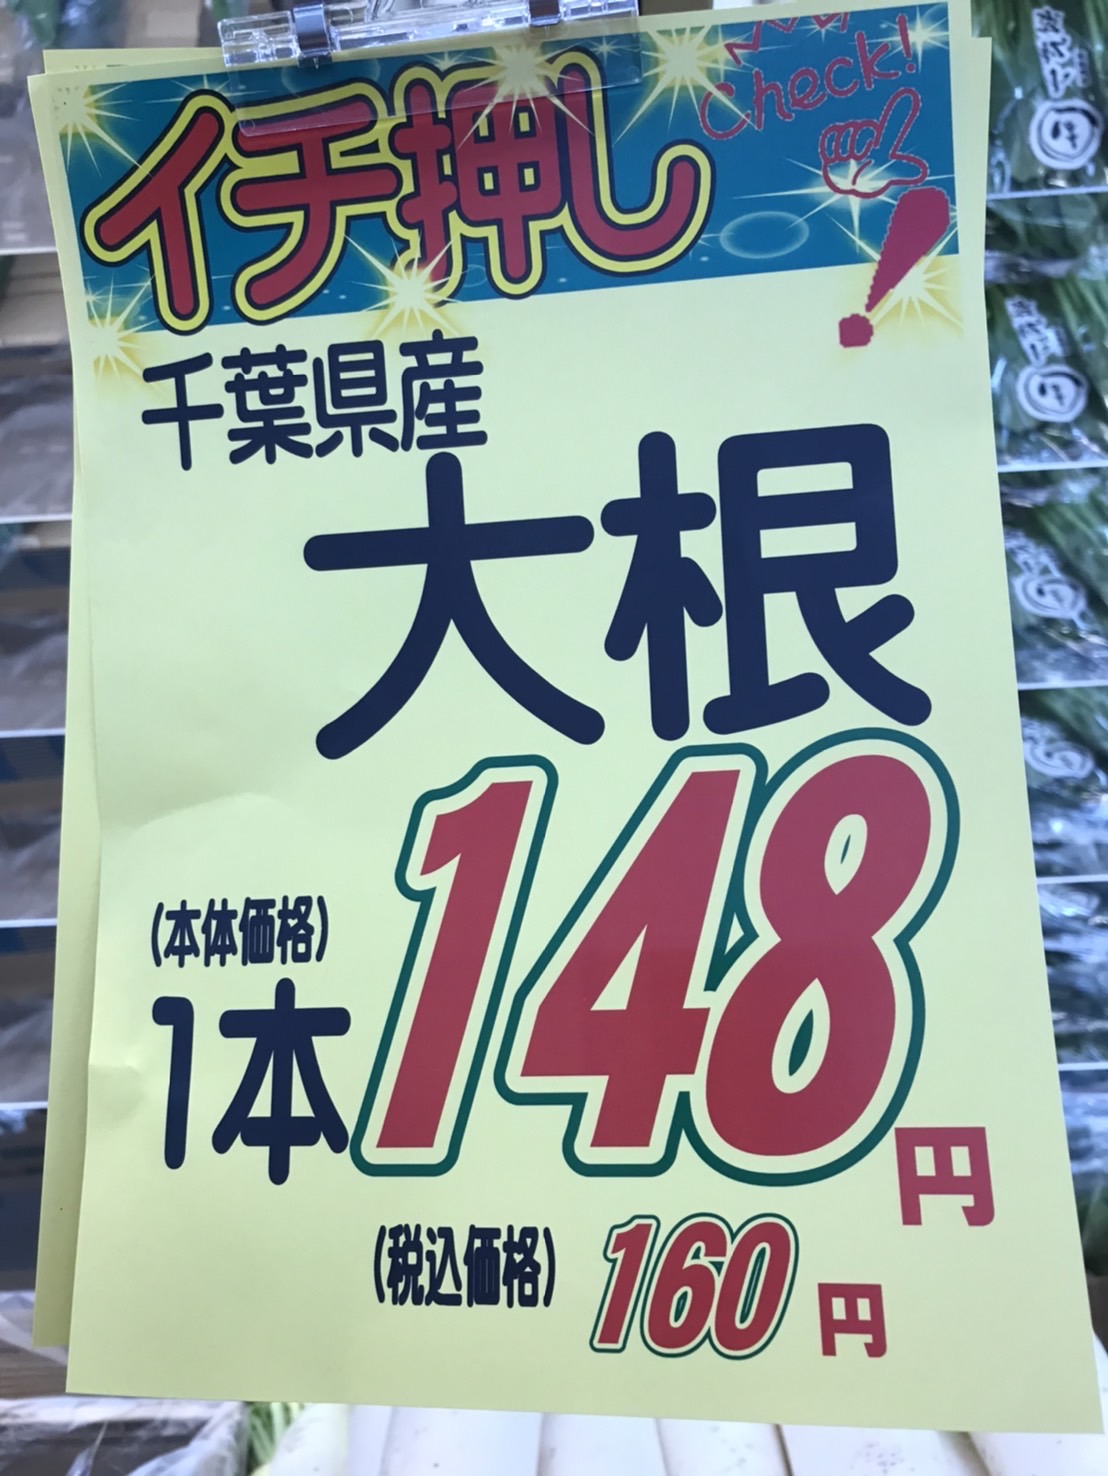 イチ押し
Check!
千葉県産
大根
(本体価格)
1本 148円
(税込価格) 160円